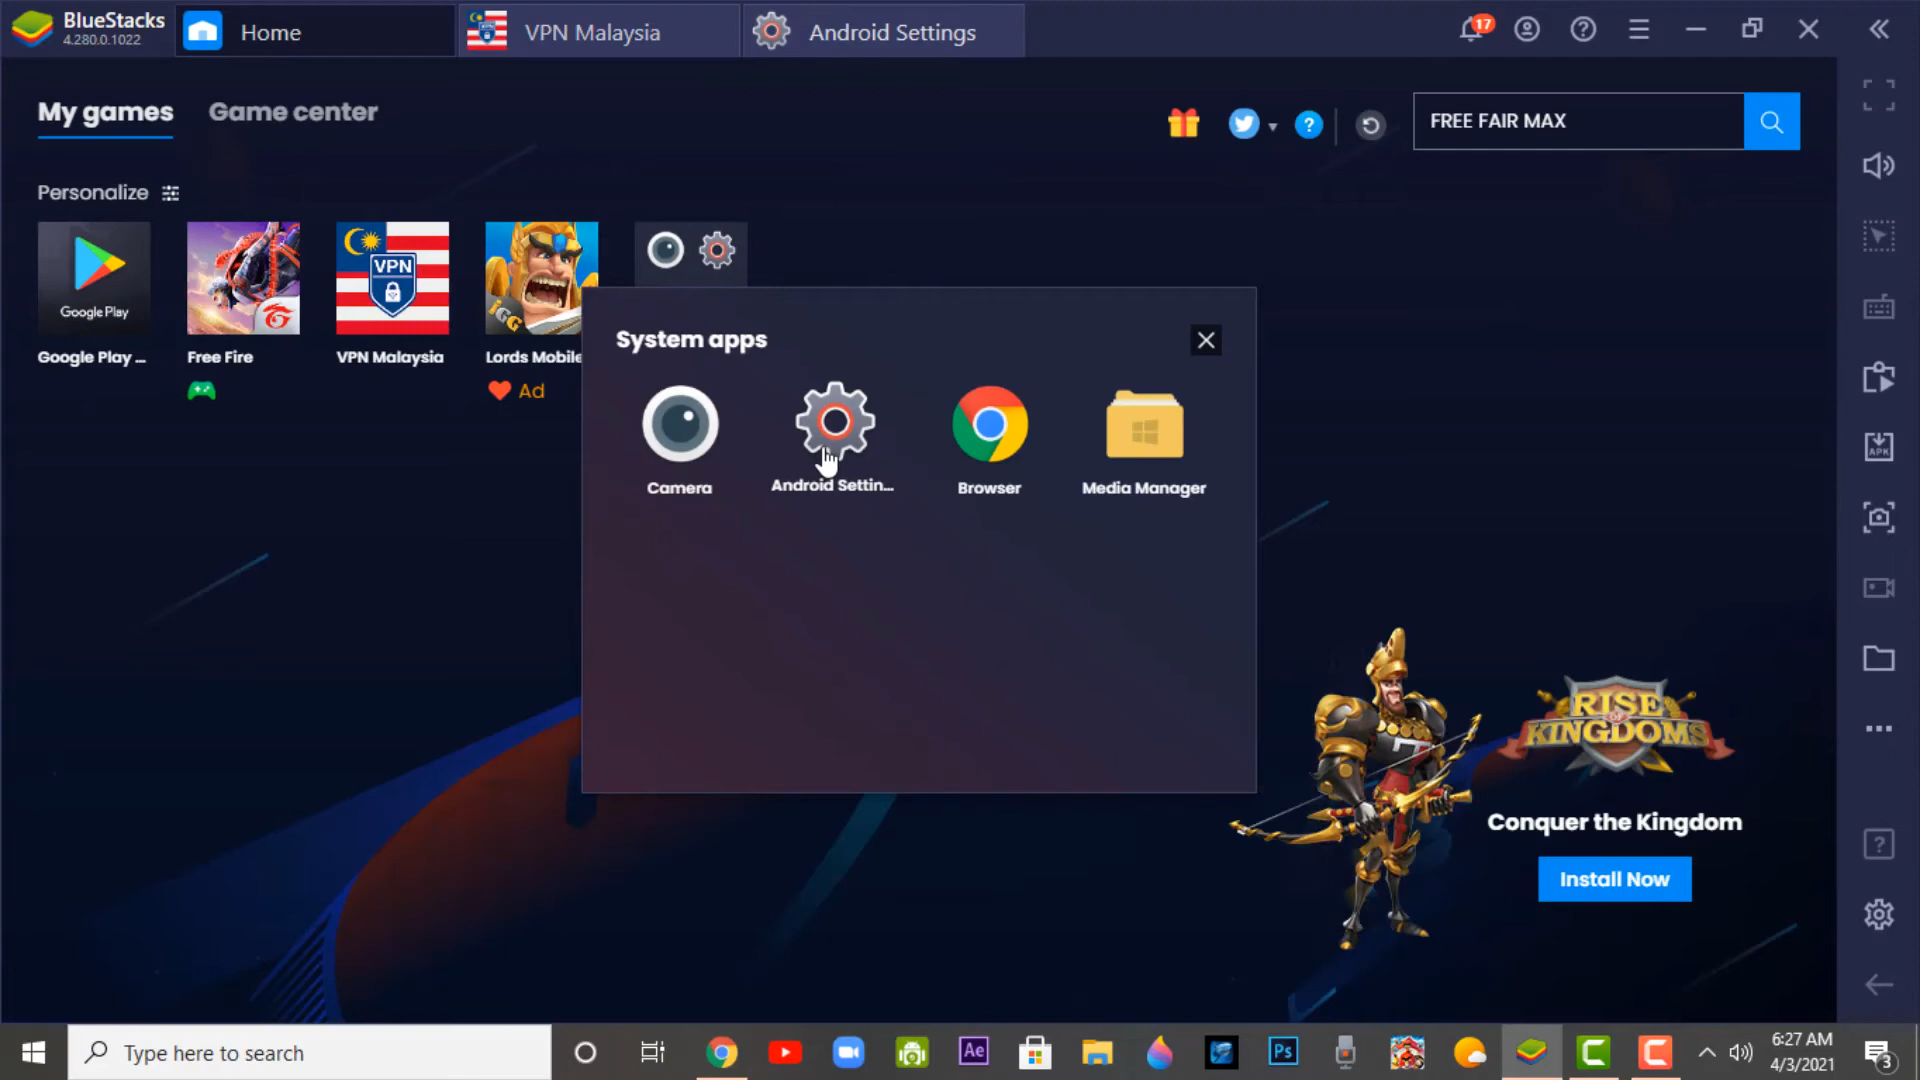 BlueStacks
4.280.0.1022
Home
VPN Malaysia
Android Settings
17
My games
Game center
FREE FAIR MAX
Personalize
Google Play
VPN
IGG
Google Play ...
Free Fire
VPN Malaysia
Lords Mobile
Ad
System apps
Camera
Android Settin...
Browser
Media Manager
APK
RISE
OF
KINGDOMS
Conquer the Kingdom
Install Now
Type here to search
Ae
Ps
6:27 AM
4/3/2021
3